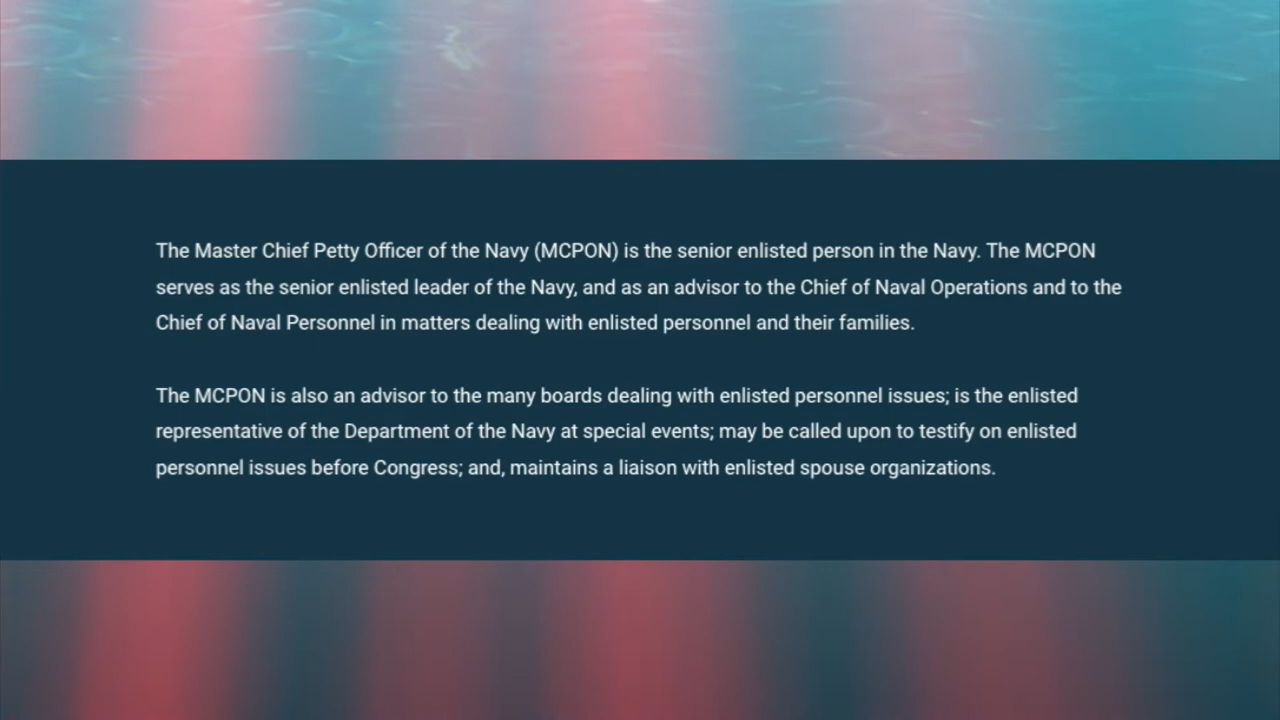 The Master Chief Petty Officer of the Navy (MCPON) is the senior enlisted person in the Navy. The MCPON
serves as the senior enlisted leader of the Navy, and as an advisor to the Chief of Naval Operations and to the
Chief of Naval Personnel in matters dealing with enlisted personnel and their families.
The MCPON is also an advisor to the many boards dealing with enlisted personnel issues; is the enlisted
representative of the Department of the Navy at special events; may be called upon to testify on enlisted
personnel issues before Congress; and, maintains a liaison with enlisted spouse organizations.